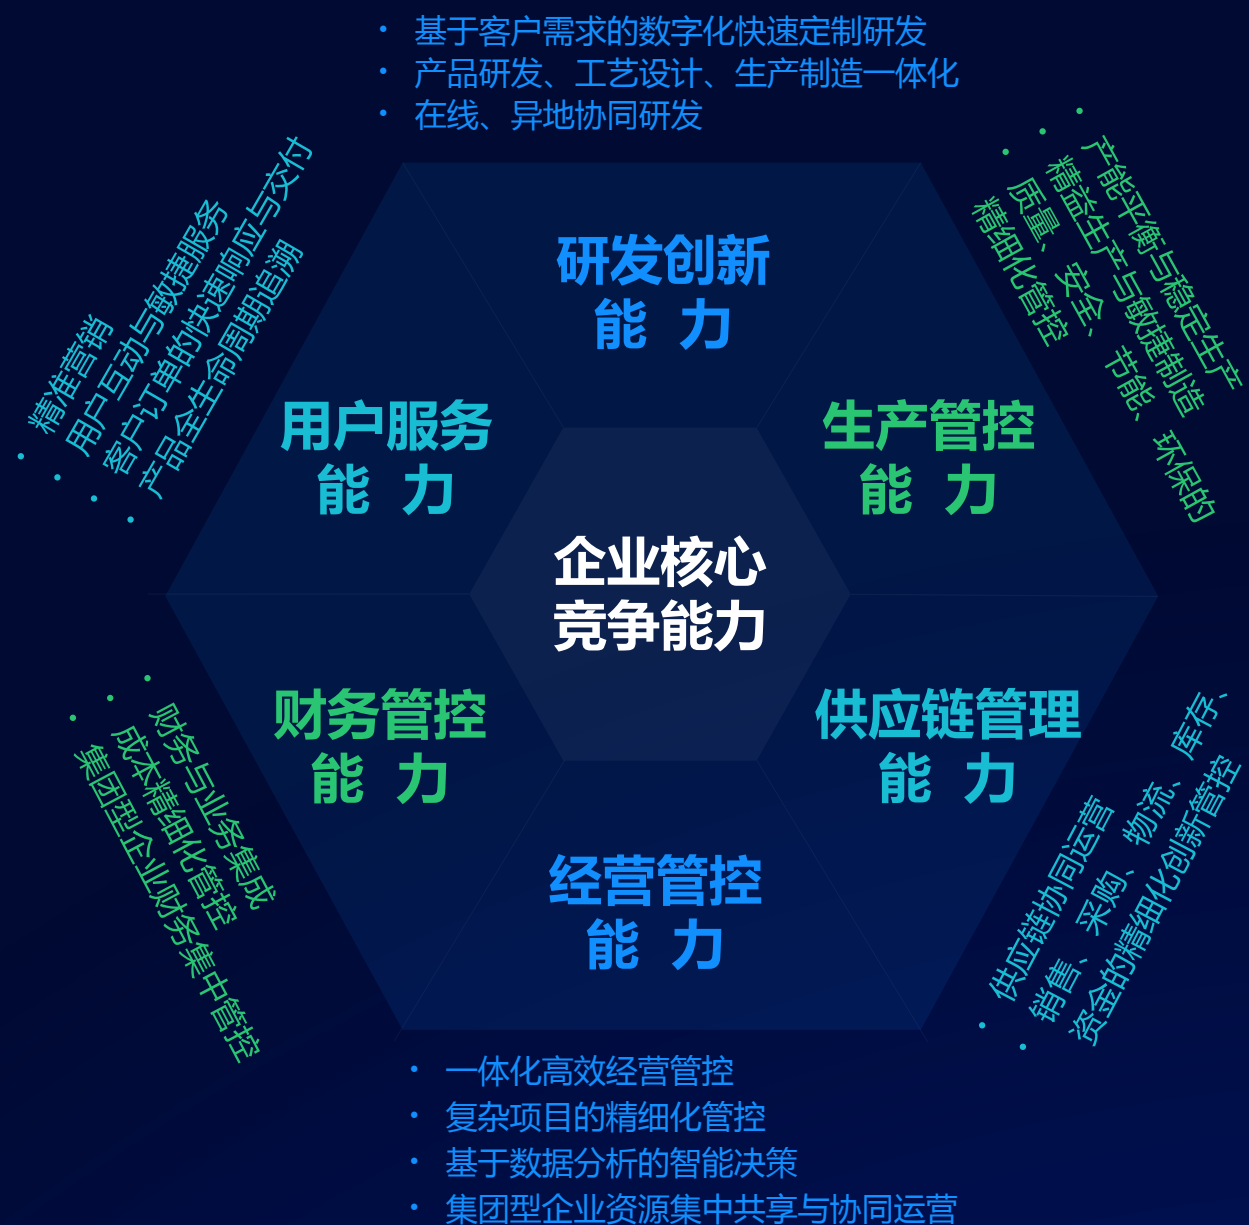 • 基于客户需求的数字化快速定制研发
• 产品研发、工艺设计、生产制造一体化
• 在线、异地协同研发
研发创新
能 力
• 精准营销
• 用户互动与敏捷服务
• 客户订单的快速响应与交付
• 产品全生命周期追溯
用户服务
能 力
生产管控
能 力
• 产能平衡与稳定生产
• 精益生产与敏捷制造
• 质量、安全、节能、环保的
精细化管控
企业核心
竞争能力
财务管控
能 力
• 财务与业务集成
• 成本精细化管控
• 集团型企业财务集中管控
供应链管理
能 力
• 供应链协同运营
• 销售、采购、物流、库存、
资金的精细化创新管控
经营管控
能 力
• 一体化高效经营管控
• 复杂项目的精细化管控
• 基于数据分析的智能决策
• 集团型企业资源集中共享与协同运营